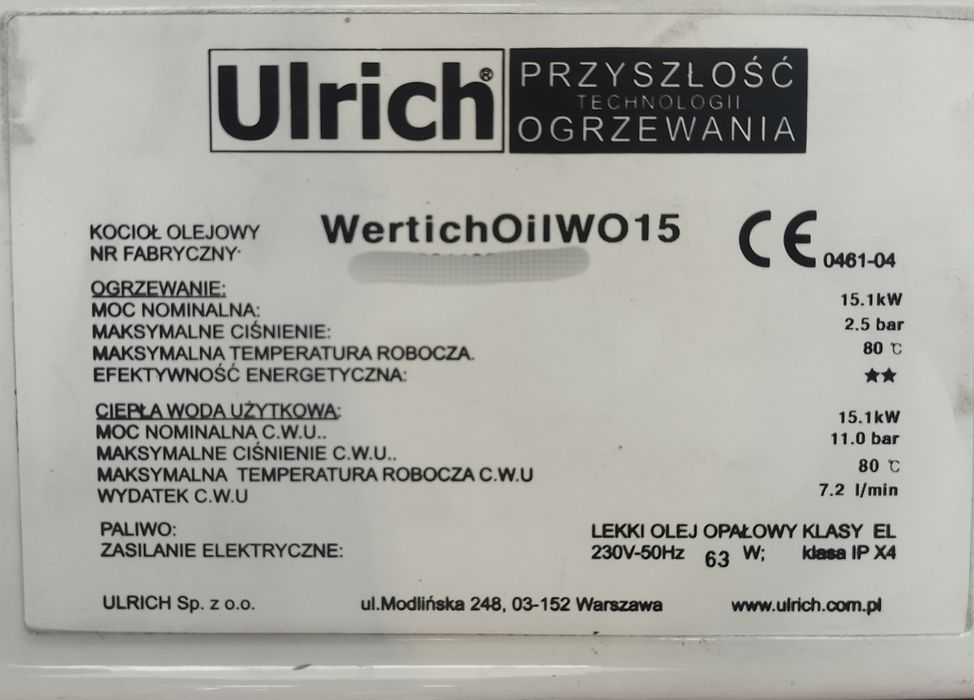 Ulrich®
PRZYSZŁOŚĆ
TECHNOLOGII
OGRZEWANIA
KOCIOŁ OLEJOWY WertichOilWO15
NR FABRYCZNY· CE 0461-04
OGRZEWANIE:
MOC NOMINALNA: 15.1kW
MAKSYMALNE CIŚNIENIE: 2.5 bar
MAKSYMALNA TEMPERATURA ROBOCZA. 80 ℃
EFEKTYWNOŚĆ ENERGETYCZNA: ★★
CIEPŁA WODA UŻYTKOWA:
MOC NOMINALNA C.W.U.. 15.1kW
MAKSYMALNE CIŚNIENIE C.W.U.. 11.0 bar
MAKSYMALNA TEMPERATURA ROBOCZA C.W.U 80 ℃
WYDATEK C.W.U 7.2 l/min
PALIWO: LEKKI OLEJ OPAŁOWY KLASY EL
ZASILANIE ELEKTRYCZNE: 230V-50Hz 63 W; klasa IP X4
ULRICH Sp. z o.o. ul.Modlińska 248, 03-152 Warszawa www.ulrich.com.pl